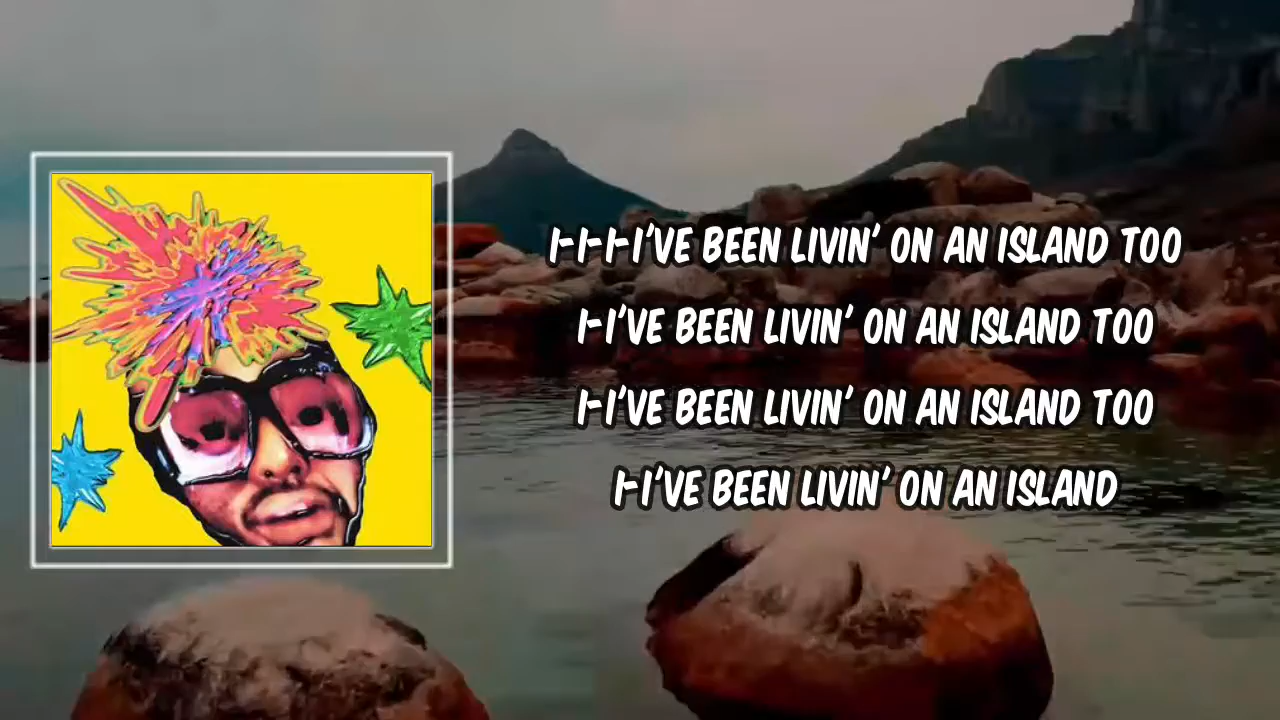 I-I-I-I'VE BEEN LIVIN' ON AN ISLAND TOO
I-I'VE BEEN LIVIN' ON AN ISLAND TOO
I-I'VE BEEN LIVIN' ON AN ISLAND TOO
I-I'VE BEEN LIVIN' ON AN ISLAND